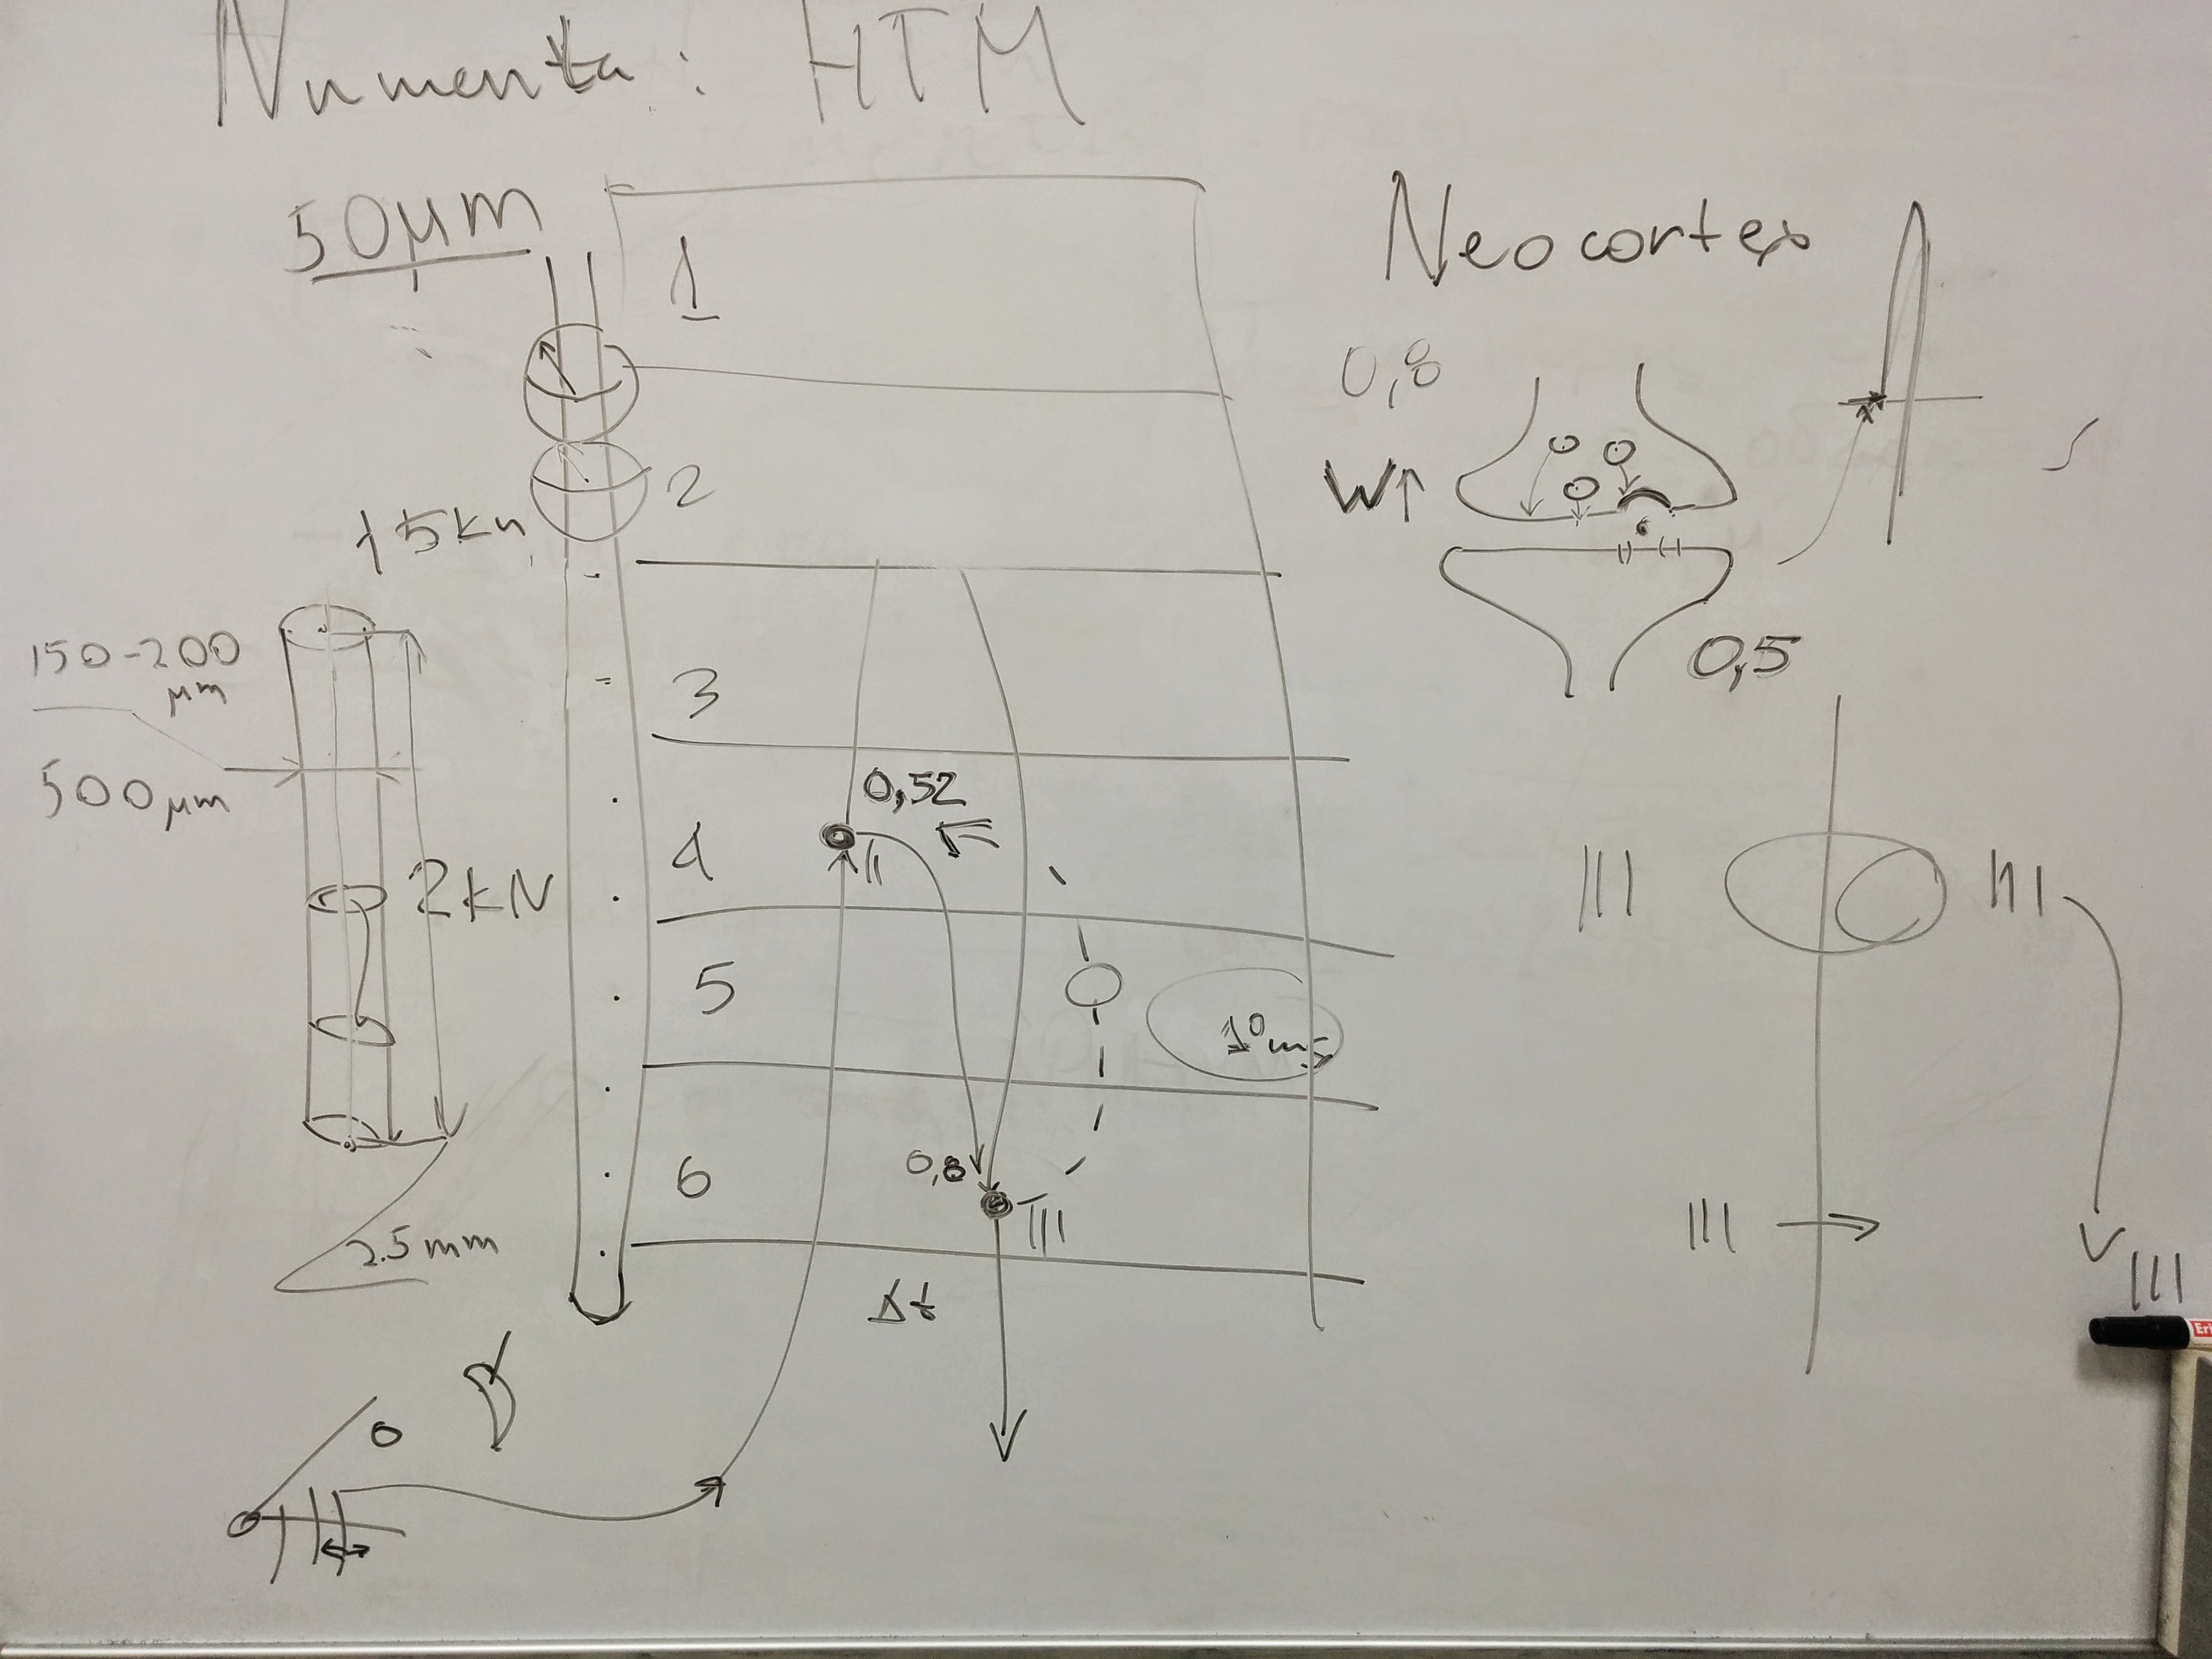 Numenta: HTM
50µm
Neocortex
1
0,8
2
W↑
150-200
µm
0,5
3
500µm
0,52
4
2kN
5
10ms
0,8
6
2.5mm
Δt
Eri